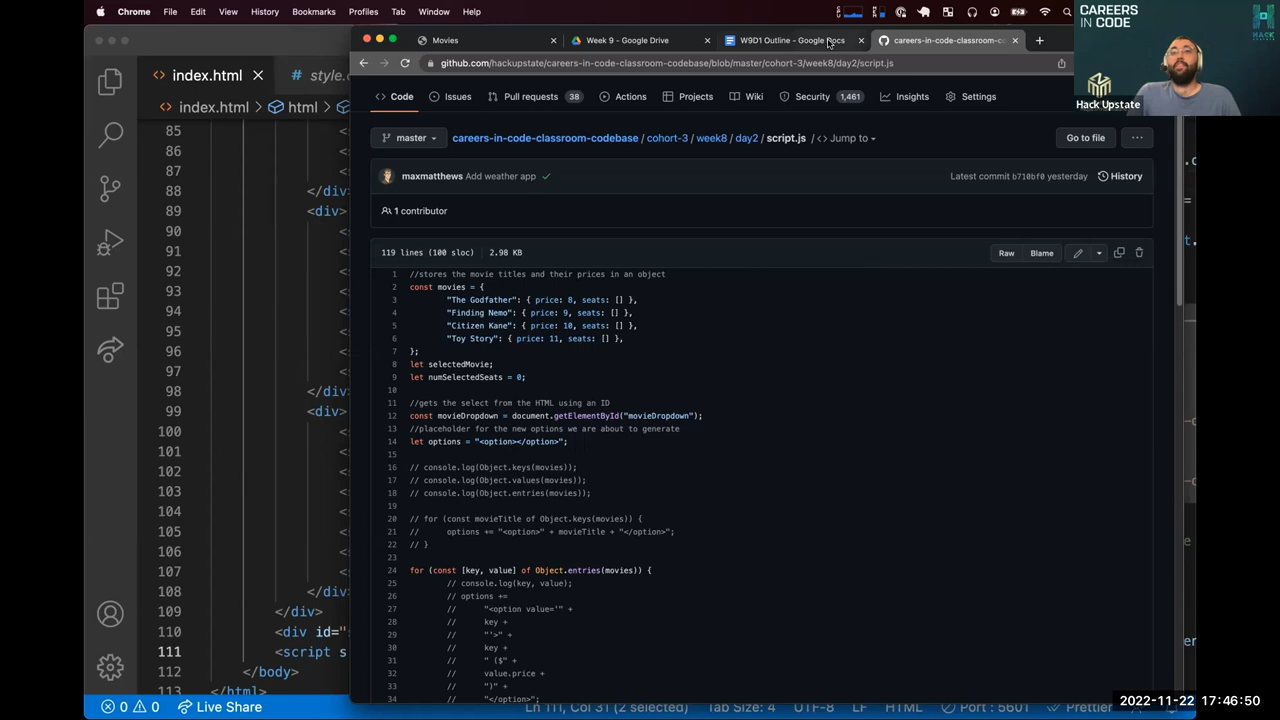 Chrome File Edit View History Bookmarks Profiles Tab Window Help
CAREERS
IN CODE
HACK
UPSTATE
Hack Upstate
Movies
Week 9 - Google Drive
W9D1 Outline - Google Docs
careers-in-code-classroom-co
github.com/hackupstate/careers-in-code-classroom-codebase/blob/master/cohort-3/week8/day2/script.js
index.html
style.
index.html > html >
Code Issues Pull requests 38 Actions Projects Wiki Security 1,461 Insights Settings
master careers-in-code-classroom-codebase / cohort-3 / week8 / day2 / script.js / <> Jump to
Go to file ...
maxmatthews Add weather app
Latest commit b710bf0 yesterday History
1 contributor
119 lines (100 sloc) 2.98 KB
Raw Blame
1 //stores the movie titles and their prices in an object
2 const movies = {
3 "The Godfather": { price: 8, seats: [] },
4 "Finding Nemo": { price: 9, seats: [] },
5 "Citizen Kane": { price: 10, seats: [] },
6 "Toy Story": { price: 11, seats: [] },
7 };
8 let selectedMovie;
9 let numSelectedSeats = 0;
10
11 //gets the select from the HTML using an ID
12 const movieDropdown = document.getElementById("movieDropdown");
13 //placeholder for the new options we are about to generate
14 let options = "<option></option>";
15
16 // console.log(Object.keys(movies));
17 // console.log(Object.values(movies));
18 // console.log(Object.entries(movies));
19
20 // for (const movieTitle of Object.keys(movies)) {
21 // options += "<option>" + movieTitle + "</option>";
22 // }
23
24 for (const [key, value] of Object.entries(movies)) {
25 // console.log(key, value);
26 // options +=
27 // "<option value='" +
28 // key +
29 // "'>" +
30 // key +
31 // " ($" +
32 // value.price +
33 // ")" +
34 // "</option>";
85
86 <
87 <
88 </div>
89 <div>
90 <
91 <
92 <
93 <
94 <
95 <
96 <
97 <
98 </div>
99 <div>
100 <
101 <
102 <
103 <
104 <
105 <
106 <
107 <
108 </div>
109 </div>
110 <div id="s
111 <script s
112 </body>
113 </html>
0 0 Live Share
Ln 111, Col 31 (2 selected) Tab Size: 4 UTF-8 LF HTML Port : 5601 Prettier
2022-11-22 17:46:50